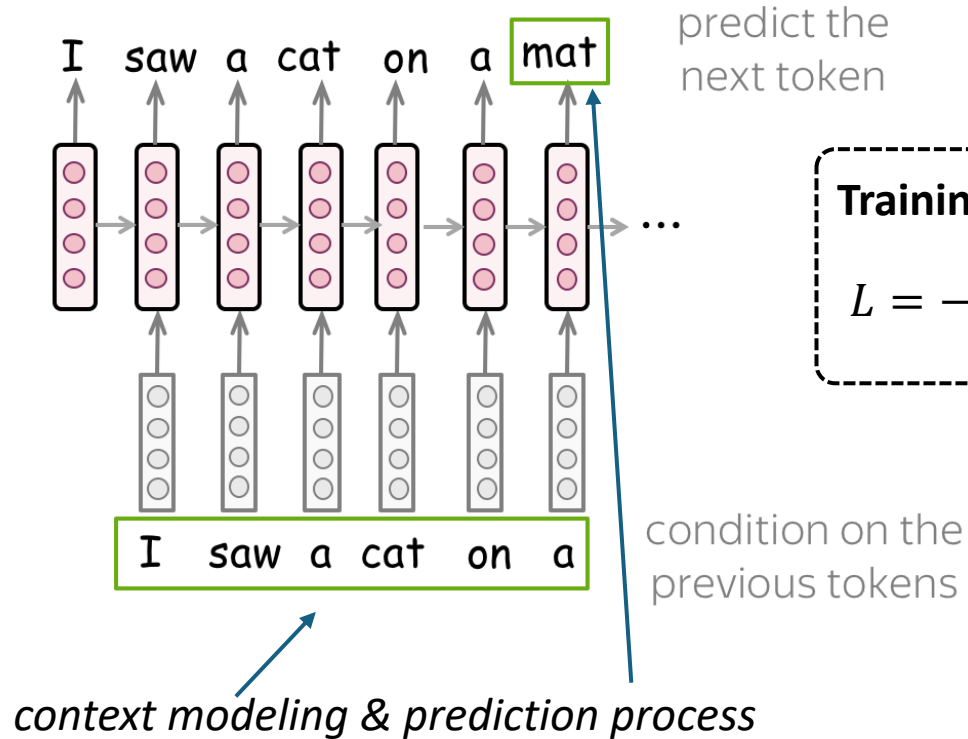 I saw a cat on a mat
predict the
next token
...
Trainin
L = −
I saw a cat on a
condition on the
previous tokens
context modeling & prediction process